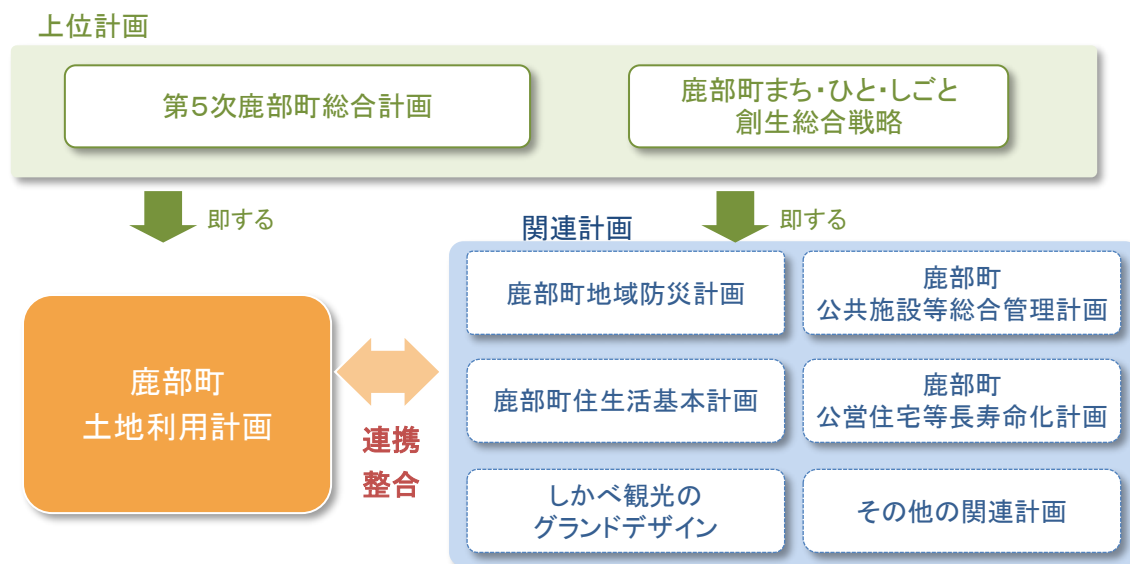 上位計画
第5次鹿部町総合計画
鹿部町まち・ひと・しごと
創生総合戦略
即する
即する
関連計画
鹿部町
土地利用計画
連携
整合
鹿部町地域防災計画
鹿部町
公共施設等総合管理計画
鹿部町住生活基本計画
鹿部町
公営住宅等長寿命化計画
しかべ観光の
グランドデザイン
その他の関連計画